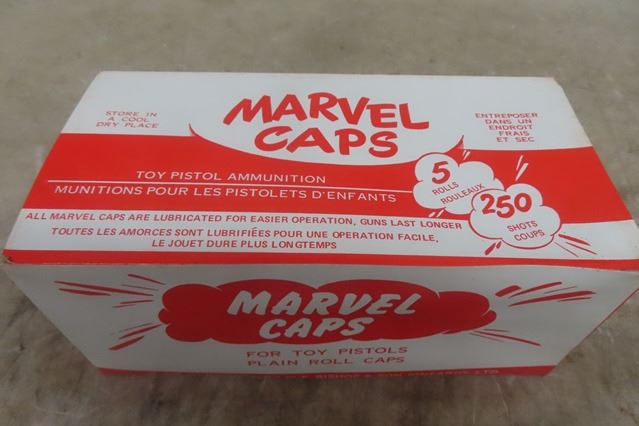 STORE IN
A COOL
DRY PLACE
MARVEL
CAPS
ENTREPOSER
DANS UN
ENDROIT
FRAIS
ET SEC
TOY PISTOL AMMUNITION
MUNITIONS POUR LES PISTOLETS D'ENFANTS
5
ROLLS
ROULEAUX
250
SHOTS
COUPS
ALL MARVEL CAPS ARE LUBRICATED FOR EASIER OPERATION, GUNS LAST LONGER
TOUTES LES AMORCES SONT LUBRIFIÉES POUR UNE OPERATION FACILE,
LE JOUET DURE PLUS LONGTEMPS
MARVEL
CAPS
FOR TOY PISTOLS
PLAIN ROLL CAPS
BISHOP & SON